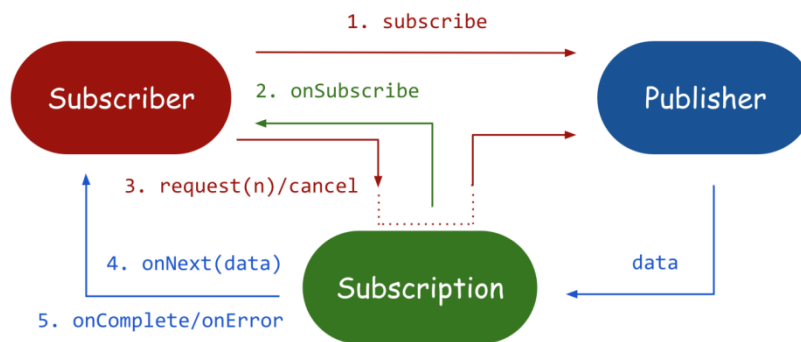 1. subscribe
Subscriber
2. onSubscribe
Publisher
3. request(n)/cancel
4. onNext(data)
data
Subscription
5. onComplete/onError